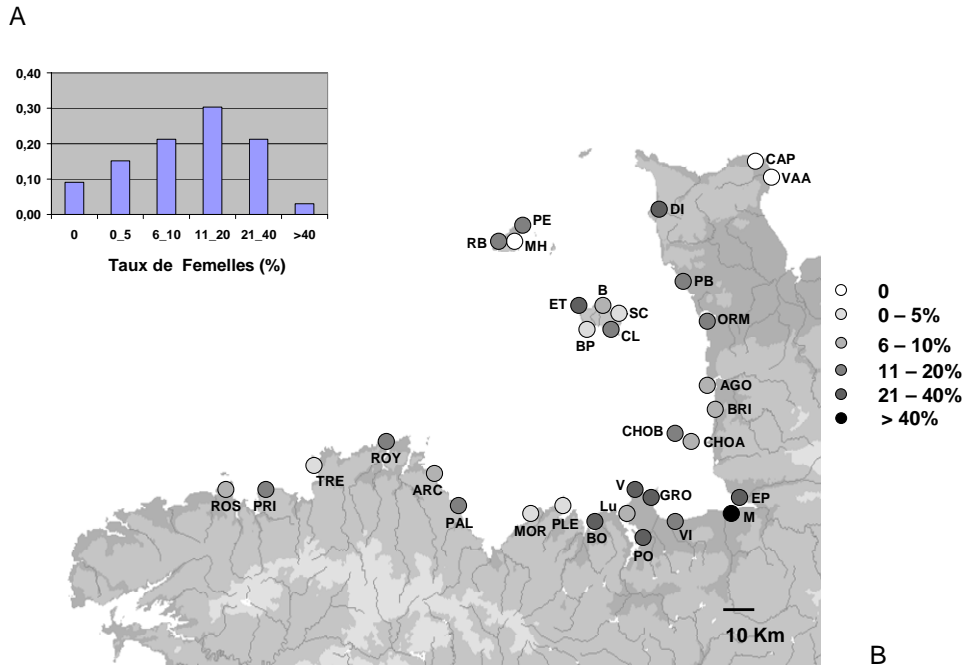 A
0,40
0,30
0,20
0,10
0,00
0 0_5 6_10 11_20 21_40 >40
Taux de Femelles (%)
CAP
VAA
DI
PE
RB
MH
PB
B
ET
SC
ORM
BP
CL
0
0 – 5%
6 – 10%
11 – 20%
21 – 40%
> 40%
AGO
BRI
CHOB
CHOA
ROY
TRE
ARC
ROS
PRI
PAL
V
GRO
EP
Lu
MOR
PLE
BO
M
VI
PO
10 Km
B